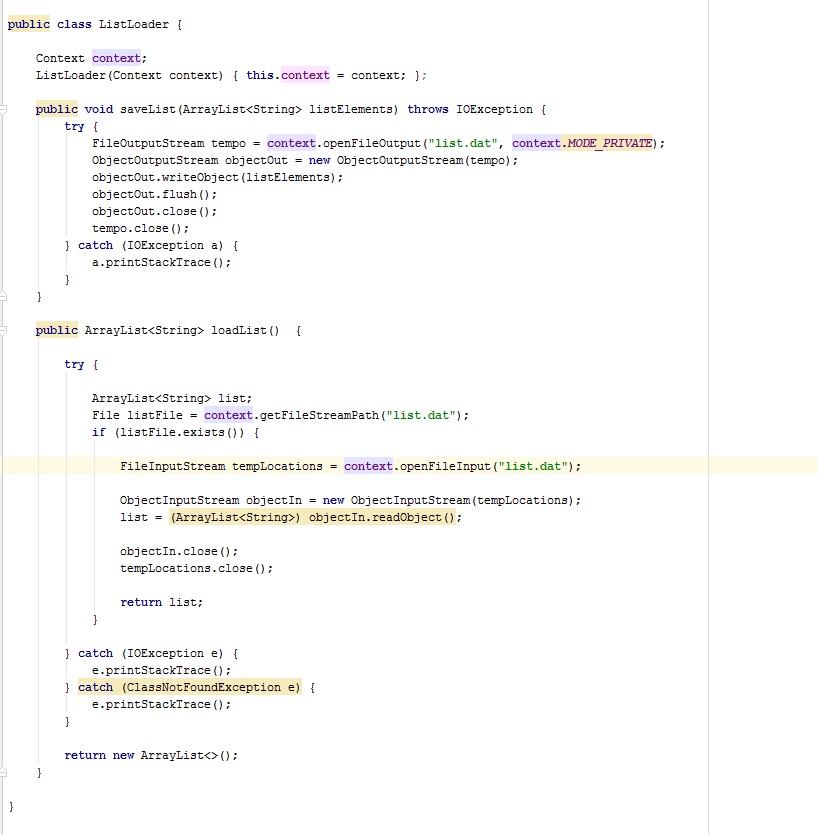 public class ListLoader {
Context context;
ListLoader(Context context) { this.context = context; };
public void saveList(ArrayList<String> listElements) throws IOException {
try {
FileOutputStream tempo = context.openFileOutput("list.dat", context.MODE_PRIVATE);
ObjectOutputStream objectOut = new ObjectOutputStream(tempo);
objectOut.writeObject(listElements);
objectOut.flush();
objectOut.close();
tempo.close();
} catch (IOException a) {
a.printStackTrace();
}
}
public ArrayList<String> loadList()  {
try {
ArrayList<String> list;
File listFile = context.getFileStreamPath("list.dat");
if (listFile.exists()) {
FileInputStream tempLocations = context.openFileInput("list.dat");
ObjectInputStream objectIn = new ObjectInputStream(tempLocations);
list = (ArrayList<String>) objectIn.readObject();
objectIn.close();
tempLocations.close();
return list;
}
} catch (IOException e) {
e.printStackTrace();
} catch (ClassNotFoundException e) {
e.printStackTrace();
}
return new ArrayList<>();
}
}